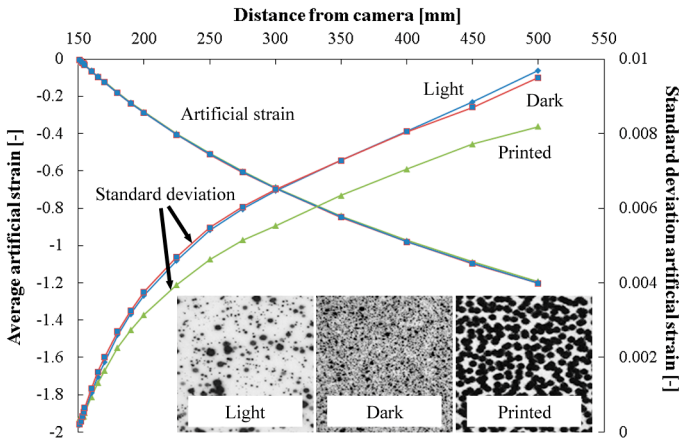 Distance from camera [mm]
150 200 250 300 350 400 450 500 550
0 0.01
-0.2
-0.4 0.008
-0.6
-0.8 0.006
-1
-1.2 0.004
-1.4
-1.6 0.002
-1.8
-2 0
Average artificial strain [-]
Standard deviation artificial strain [-]
Light
Dark
Artificial strain
Printed
Standard deviation
Light Dark Printed